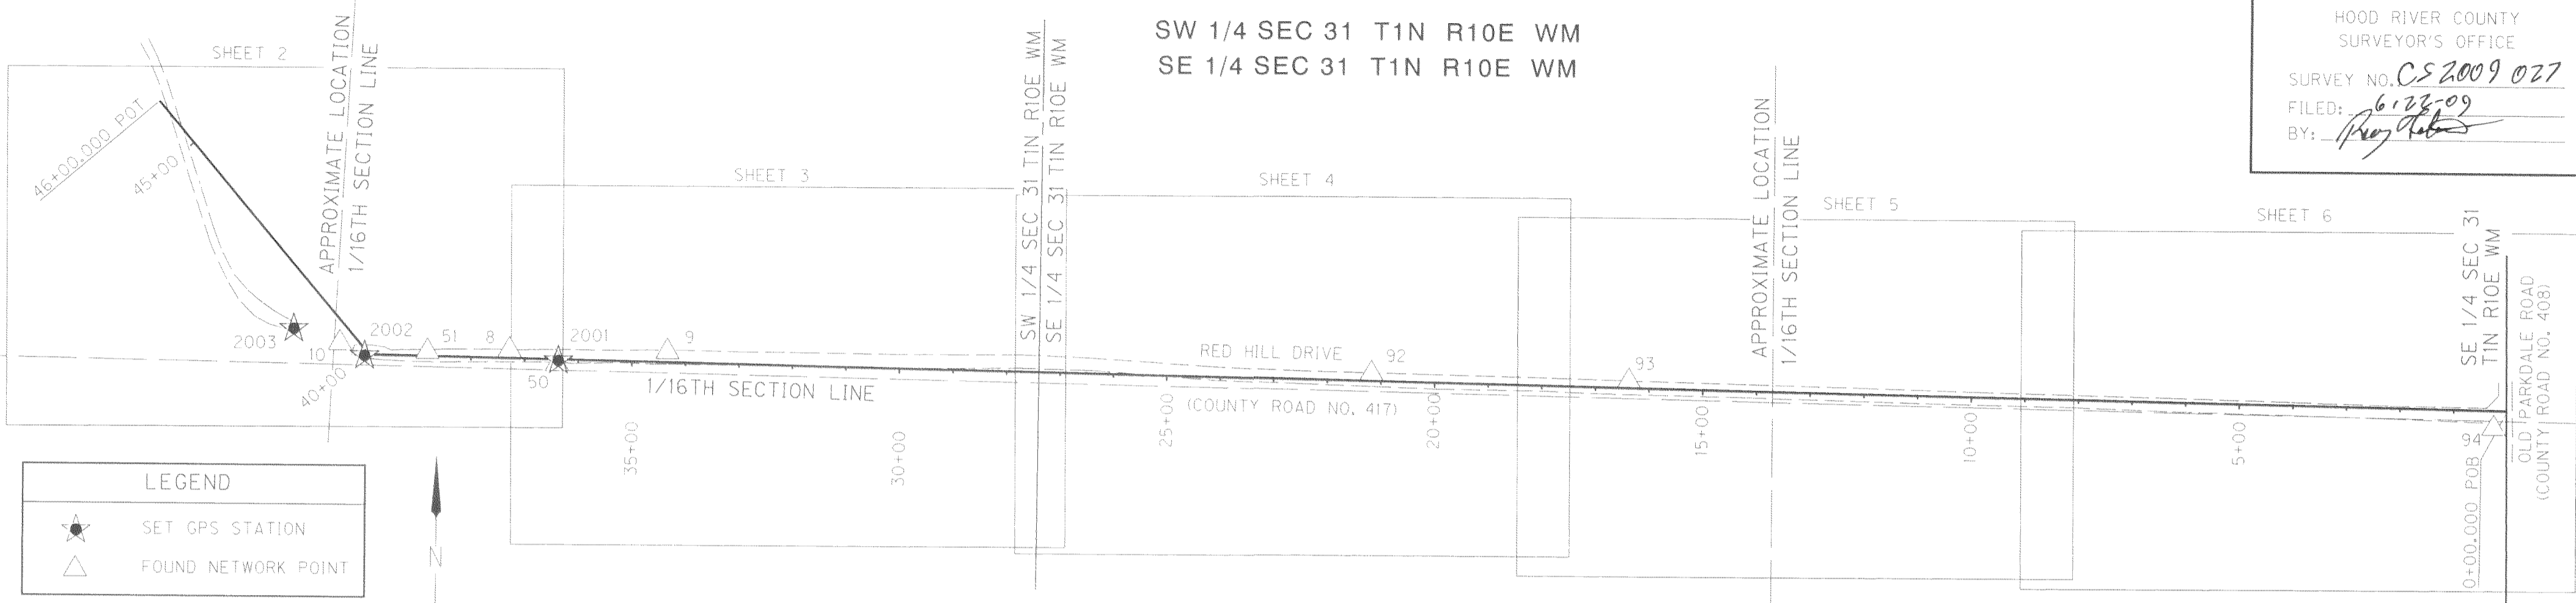 SW 1/4 SEC 31 T1N R10E WM
SE 1/4 SEC 31 T1N R10E WM
HOOD RIVER COUNTY
SURVEYOR'S OFFICE
SURVEY NO. CS 2009 027
FILED: 6-22-09
BY:
SHEET 2
APPROXIMATE LOCATION
1/16TH SECTION LINE
46+00.000 POT
45+00
2003
10
2002
51
8
2001
9
40+00
50
SHEET 3
1/16TH SECTION LINE
35+00
30+00
SW 1/4 SEC 31 T1N R10E WM
SE 1/4 SEC 31 T1N R10E WM
SHEET 4
RED HILL DRIVE
92
(COUNTY ROAD NO. 417)
25+00
20+00
93
SHEET 5
APPROXIMATE LOCATION
1/16TH SECTION LINE
15+00
10+00
SHEET 6
5+00
SE 1/4 SEC 31
T1N R10E WM
94
0+00.000 POB
OLD PARKDALE ROAD
(COUNTY ROAD NO. 408)
LEGEND
SET GPS STATION
FOUND NETWORK POINT
N